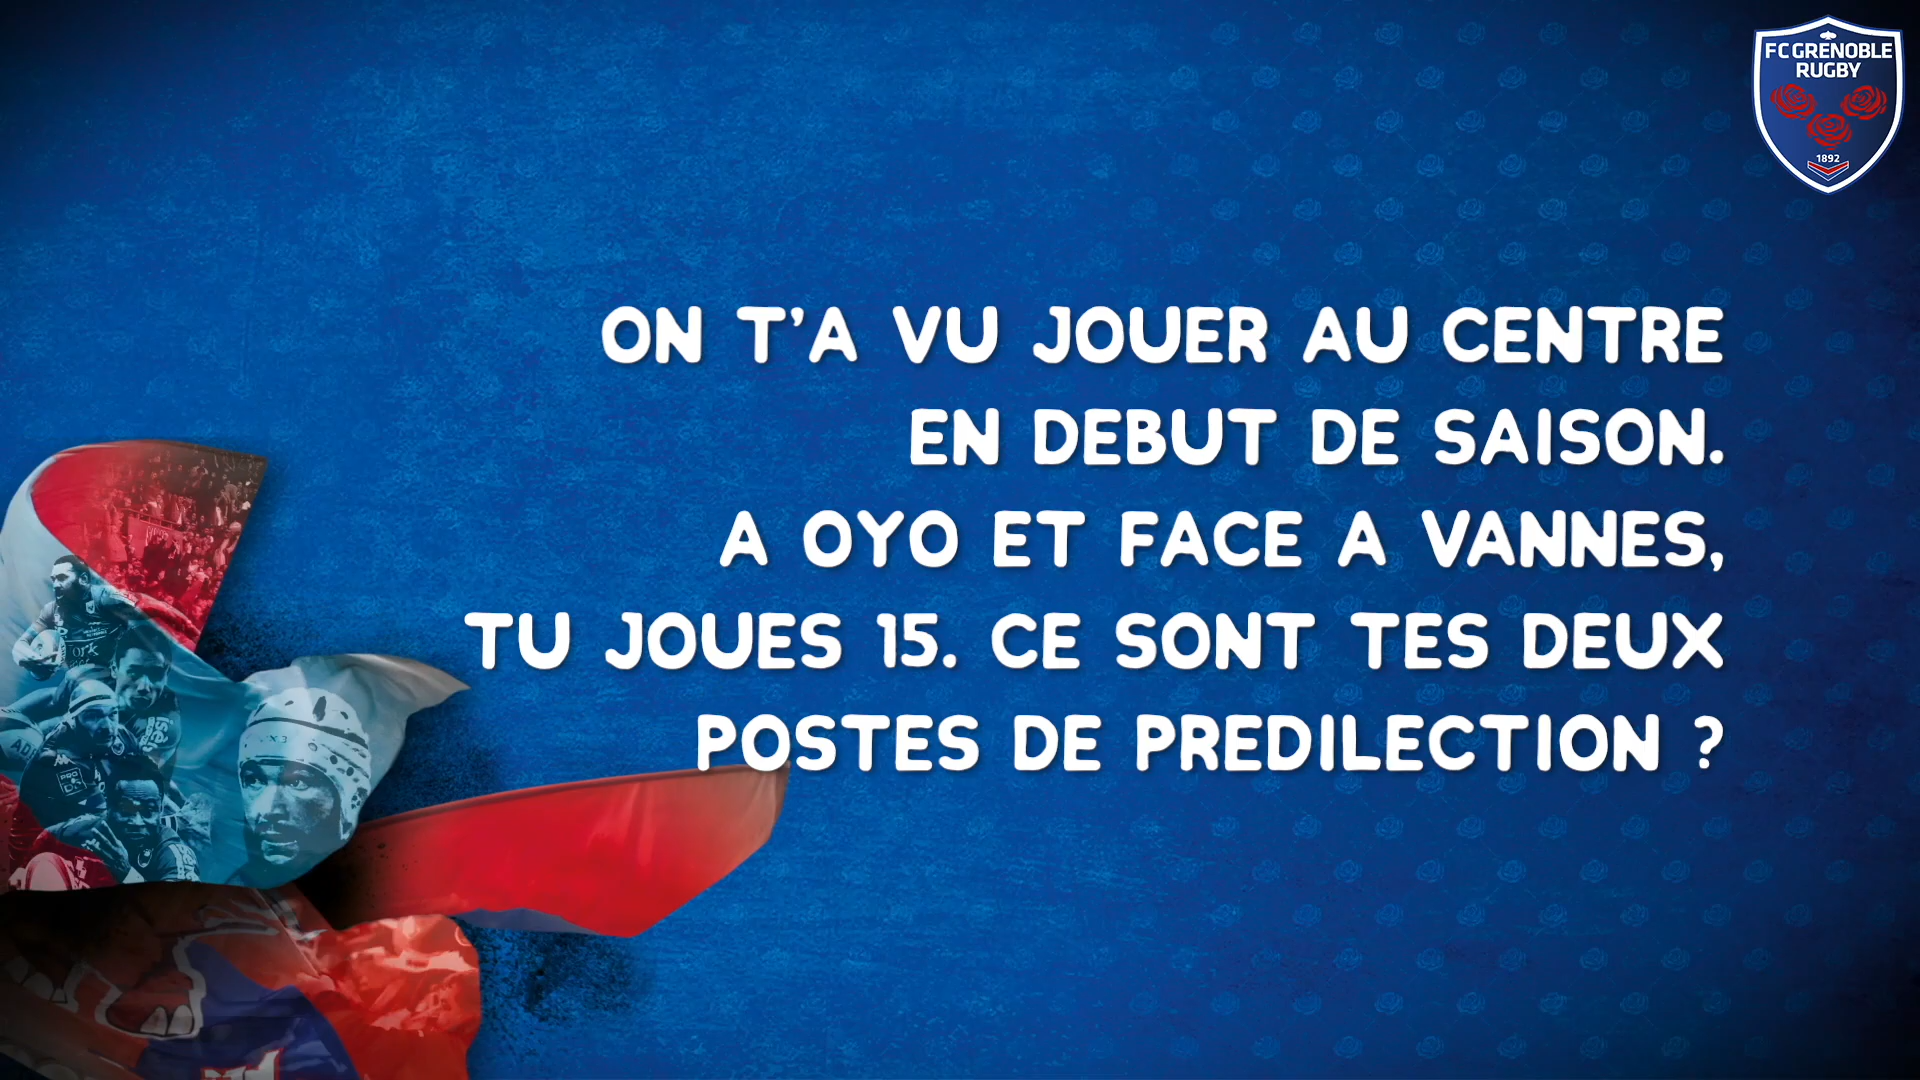 FC GRENOBLE
RUGBY
1892
ON T'A VU JOUER AU CENTRE
EN DEBUT DE SAISON.
A OYO ET FACE A VANNES,
TU JOUES 15. CE SONT TES DEUX
POSTES DE PREDILECTION ?
PRO